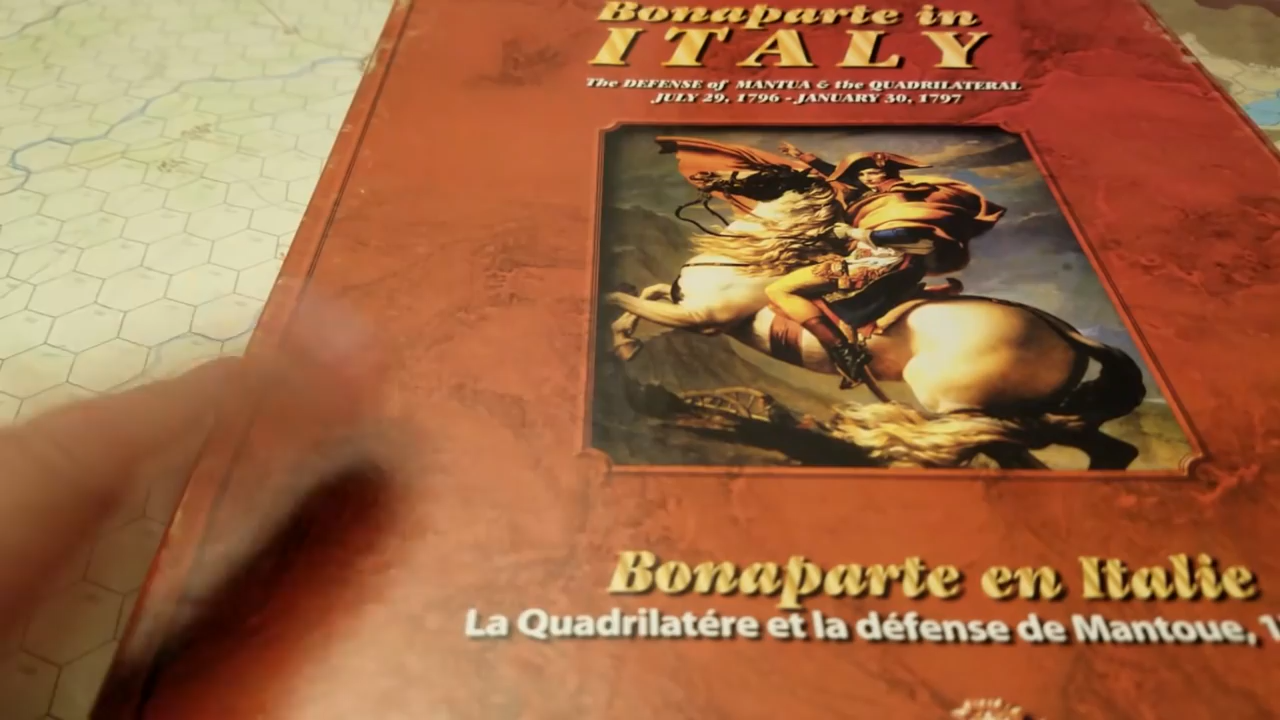 Bonaparte in
ITALY
The DEFENSE of MANTUA & the QUADRILATERAL
JULY 29, 1796 - JANUARY 30, 1797
Bonaparte en Italie
La Quadrilatére et la défense de Mantoue, 1